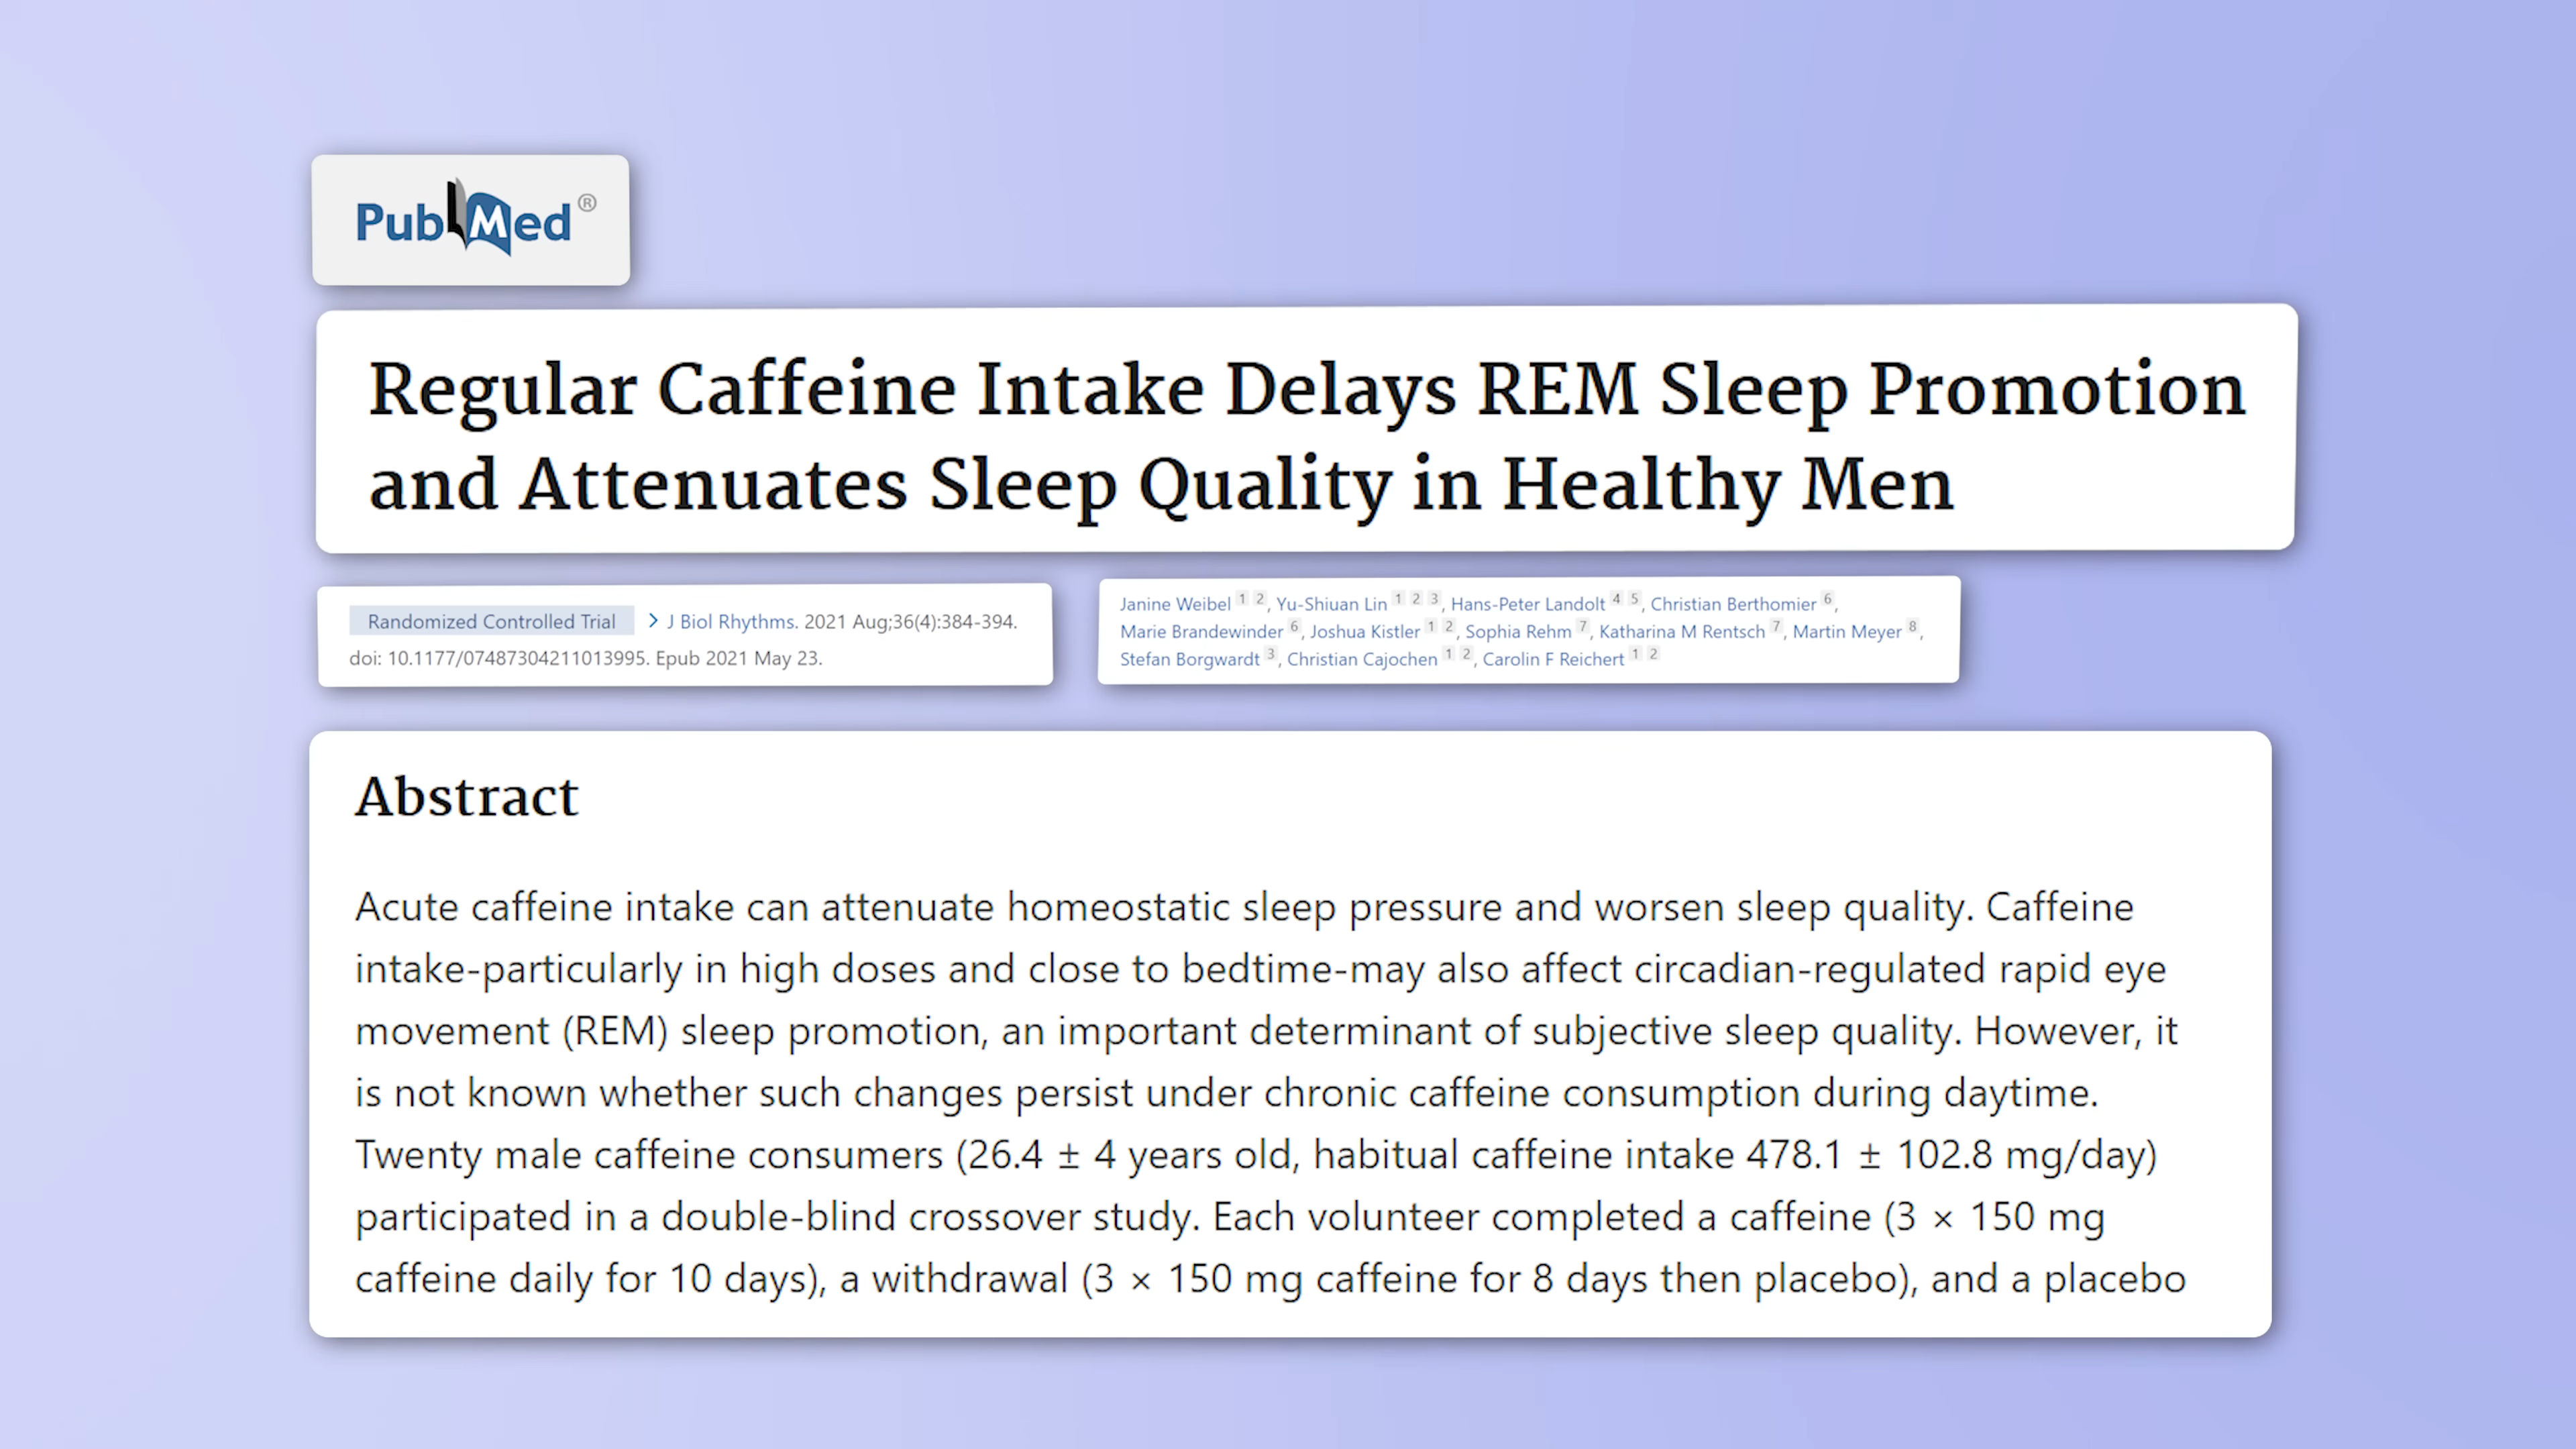 PubMed®
Regular Caffeine Intake Delays REM Sleep Promotion
and Attenuates Sleep Quality in Healthy Men
Randomized Controlled Trial > J Biol Rhythms. 2021 Aug;36(4):384-394.
doi: 10.1177/07487304211013995. Epub 2021 May 23.
Janine Weibel 1 2, Yu-Shiuan Lin 1 2 3, Hans-Peter Landolt 4 5, Christian Berthomier 6,
Marie Brandewinder 6, Joshua Kistler 1 2, Sophia Rehm 7, Katharina M Rentsch 7, Martin Meyer 8,
Stefan Borgwardt 3, Christian Cajochen 1 2, Carolin F Reichert 1 2
Abstract
Acute caffeine intake can attenuate homeostatic sleep pressure and worsen sleep quality. Caffeine
intake-particularly in high doses and close to bedtime-may also affect circadian-regulated rapid eye
movement (REM) sleep promotion, an important determinant of subjective sleep quality. However, it
is not known whether such changes persist under chronic caffeine consumption during daytime.
Twenty male caffeine consumers (26.4 ± 4 years old, habitual caffeine intake 478.1 ± 102.8 mg/day)
participated in a double-blind crossover study. Each volunteer completed a caffeine (3 × 150 mg
caffeine daily for 10 days), a withdrawal (3 × 150 mg caffeine for 8 days then placebo), and a placebo